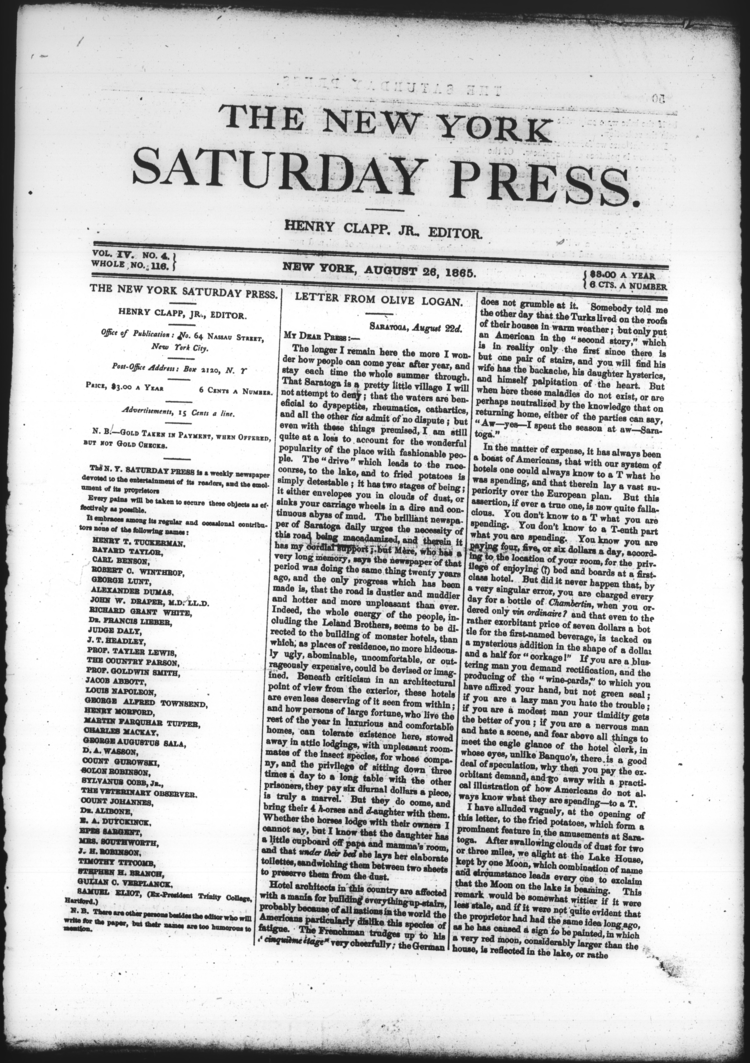 THE NEW YORK
SATURDAY PRESS.
HENRY CLAPP. JR., EDITOR.
VOL. IV. NO. 4.
WHOLE NO. 116.
NEW YORK, AUGUST 26, 1865.
$3.00 A YEAR
6 CTS. A NUMBER
THE NEW YORK SATURDAY PRESS.
HENRY CLAPP, JR., EDITOR.
Office of Publication: No. 64 NASSAU STREET,
New York City.
Post-Office Address: BOX 2120, N. Y
PRICE, $3.00 A YEAR 6 CENTS A NUMBER.
Advertisements, 15 Cents a line.
N. B.—GOLD TAKEN IN PAYMENT, WHEN OFFERED,
BUT NOT GOLD CHECKS.
The N. Y. SATURDAY PRESS is a weekly newspaper
devoted to the entertainment of its readers, and the emol-
ument of its proprietors
Every pains will be taken to secure these objects as ef-
fectively as possible.
It embraces among its regular and occasional contribu-
tors none of the following names:
HENRY T. TUCKERMAN.
BAYARD TAYLOR,
CARL BENSON,
ROBERT C. WINTHROP,
GEORGE LUNT,
ALEXANDER DUMAS,
JOHN W. DRAPER, M.D. LL.D.
RICHARD GRANT WHITE,
DR. FRANCIS LIEBER,
JUDGE DALY,
J. T. HEADLEY,
PROF. TAYLER LEWIS,
THE COUNTRY PARSON,
PROF. GOLDWIN SMITH,
JACOB ABBOTT,
LOUIS NAPOLEON,
GEORGE ALFRED TOWNSEND,
HENRY MORFORD,
MARTIN FARQUHAR TUPPER,
CHARLES MACKAY,
GEORGE AUGUSTUS SALA,
D. A. WASSON,
COUNT GUROWSKI,
SOLON ROBINSON,
SYLVANUS COBB, JR.,
THE VETERINARY OBSERVER.
COUNT JOHANNES,
DR. ALIBONE,
E. A. DUYCKINCK,
EPES SARGENT,
MRS. SOUTHWORTH,
J. H. ROBINSON,
TIMOTHY TITCOMB,
STEPHEN H. BRANCH,
GULIAN C. VERPLANCK,
SAMUEL ELIOT, (Ex-President Trinity College,
Hartford.)
N. B. There are other persons besides the editor who will
write for the paper, but their names are too humorous to
mention.
LETTER FROM OLIVE LOGAN.
SARATOGA, August 22d.
MY DEAR PRESS:—
The longer I remain here the more I won-
der how people can come year after year, and
stay each time the whole summer through.
That Saratoga is a pretty little village I will
not attempt to deny; that the waters are ben-
eficial to dyspeptics, rheumatics, cathartics,
and all the other tics admit of no dispute; but
even with these things premised, I am still
quite at a loss to account for the wonderful
popularity of the place with fashionable peo-
ple. The "drive" which leads to the race-
course, to the lake, and to fried potatoes is
simply detestable; it has two stages of being;
it either envelopes you in clouds of dust, or
sinks your carriage wheels in a dire and con-
tinuous abyss of mud. The brilliant newspa-
per of Saratoga daily urges the necessity of
this road being macadamized, and therein it
has my cordial support; but Mère, who has a
very long memory, says the newspaper of that
period was doing the same thing twenty years
ago, and the only progress which has been
made is, that the road is dustier and muddier
and hotter and more unpleasant than ever.
Indeed, the whole energy of the people, in-
cluding the Leland Brothers, seems to be di-
rected to the building of monster hotels, than
which, as places of residence, no more hideous-
ly ugly, abominable, uncomfortable, or out-
rageously expensive, could be devised or imag-
ined. Beneath criticism in an architectural
point of view from the exterior, these hotels
are even less deserving of it seen from within;
and how persons of large fortune, who live the
rest of the year in luxurious and comfortable
homes, can tolerate existence here, stowed
away in attic lodgings, with unpleasant room-
mates of the insect species, for whose compa-
ny, and the privilege of sitting down three
times a day to a long table with the other
prisoners, they pay six diurnal dollars a piece,
is truly a marvel. But they do come, and
bring their 4 h-orses and d-aughter with them.
Whether the horses lodge with their owners I
cannot say, but I know that the daughter has
a little cupboard off papa and mamma's room,
and that under their bed she lays her elaborate
toilettes, sandwiching them between two sheets
to preserve them from the dust.
Hotel architects in this country are affected
with a mania for building everything up-stairs,
probably because of all nations in the world the
Americans particularly dislike this species of
fatigue. The Frenchman trudges up to his
"cinquième étage" very cheerfully; the German
does not grumble at it. Somebody told me
the other day that the Turks lived on the roofs
of their houses in warm weather; but only put
an American in the "second story," which
is in reality only the first since there is
but one pair of stairs, and you will find his
wife has the backache, his daughter hysterics,
and himself palpitation of the heart. But
when here these maladies do not exist, or are
perhaps neutralized by the knowledge that on
returning home, either of the parties can say,
"Aw—yes—I spent the season at aw—Sara-
toga."
In the matter of expense, it has always been
a boast of Americans, that with our system of
hotels one could always know to a T what he
was spending, and that therein lay a vast su-
periority over the European plan. But this
assertion, if ever a true one, is now quite falla-
cious. You don't know to a T what you are
spending. You don't know to a T-enth part
what you are spending. You know you are
paying four, five, or six dollars a day, accord-
ing to the location of your room, for the priv-
ilege of enjoying (?) bed and boards at a first-
class hotel. But did it never happen that, by
a very singular error, you are charged every
day for a bottle of Chambertin, when you or-
dered only vin ordinaire? and that even to the
rather exorbitant price of seven dollars a bot
tle for the first-named beverage, is tacked on
a mysterious addition in the shape of a dollar
and a half for "corkage!" If you are a blus-
tering man you demand rectification, and the
producing of the "wine-cards," to which you
have affixed your hand, but not green seal;
if you are a lazy man you hate the trouble;
if you are a modest man your timidity gets
the better of you; if you are a nervous man
and hate a scene, and fear above all things to
meet the eagle glance of the hotel clerk, in
whose eyes, unlike Banquo's, there is a good
deal of speculation, why then you pay the ex-
orbitant demand, and go away with a practi-
cal illustration of how Americans do not al-
ways know what they are spending—to a T.
I have alluded vaguely, at the opening of
this letter, to the fried potatoes, which form a
prominent feature in the amusements at Sara-
toga. After swallowing clouds of dust for two
or three miles, we alight at the Lake House,
kept by one Moon, which combination of name
and circumstance leads every one to exclaim
that the Moon on the lake is beaming. This
remark would be somewhat wittier if it were
less stale, and if it were not quite evident that
the proprietor had had the same idea long ago,
as he has caused a sign to be painted, in which
a very red moon, considerably larger than the
house, is reflected in the lake, or rathe